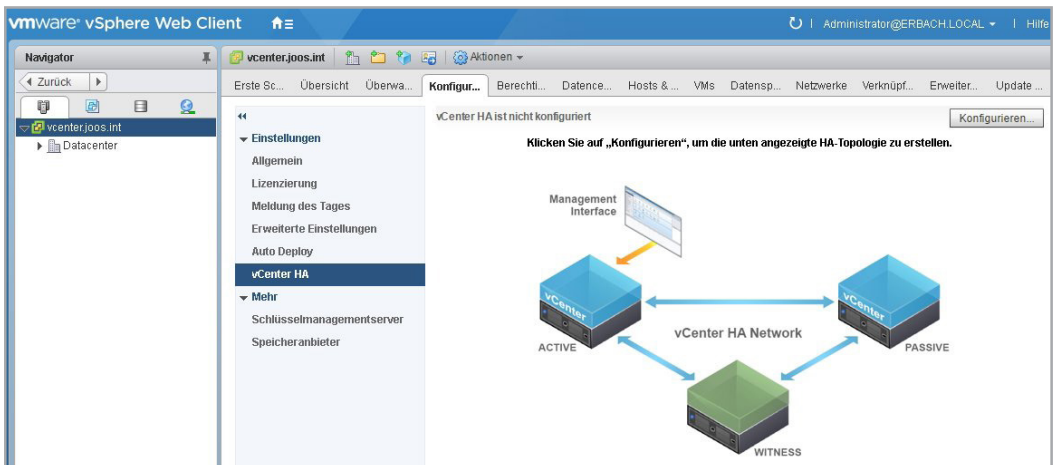 vmware® vSphere Web Client
Administrator@ERBACH.LOCAL
Hilfe
Navigator
Zurück
vcenter.joos.int
Datacenter
vcenter.joos.int
Aktionen
Erste Sc...
Übersicht
Überwa...
Konfigur...
Berechti...
Datence...
Hosts & ...
VMs
Datensp...
Netzwerke
Verknüpf...
Erweiter...
Update ...
Einstellungen
Allgemein
Lizenzierung
Meldung des Tages
Erweiterte Einstellungen
Auto Deploy
vCenter HA
Mehr
Schlüsselmanagementserver
Speicheranbieter
vCenter HA ist nicht konfiguriert
Konfigurieren...
Klicken Sie auf „Konfigurieren“, um die unten angezeigte HA-Topologie zu erstellen.
Management
Interface
vCenter
ACTIVE
vCenter HA Network
vCenter
PASSIVE
WITNESS